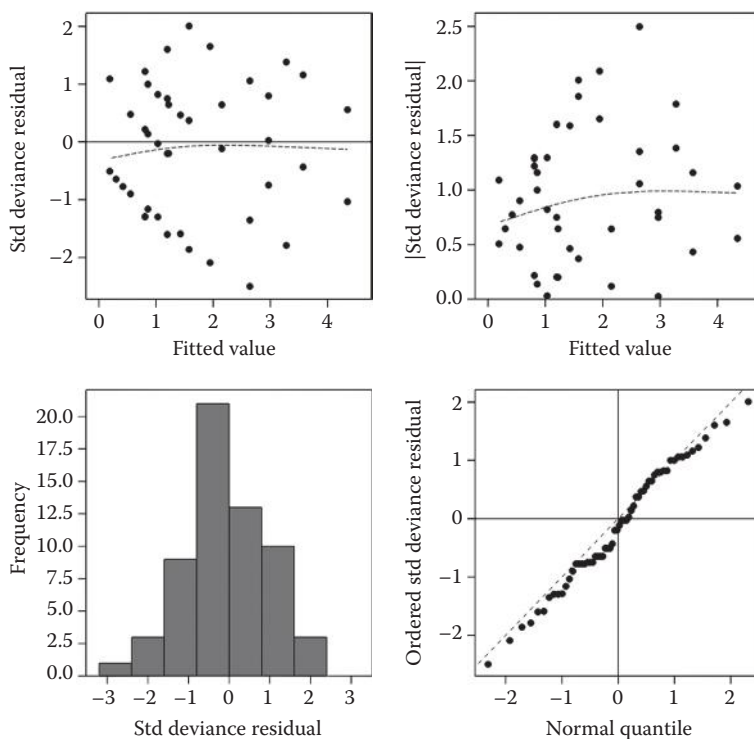 Std deviance residual
2
1
0
−1
−2
0 1 2 3 4
Fitted value
|Std deviance residual|
2.5
2.0
1.5
1.0
0.5
0.0
0 1 2 3 4
Fitted value
Frequency
20.0
17.5
15.0
12.5
10.0
7.5
5.0
2.5
0.0
−3 −2 −1 0 1 2 3
Std deviance residual
Ordered std deviance residual
2
1
0
−1
−2
−2 −1 0 1 2
Normal quantile